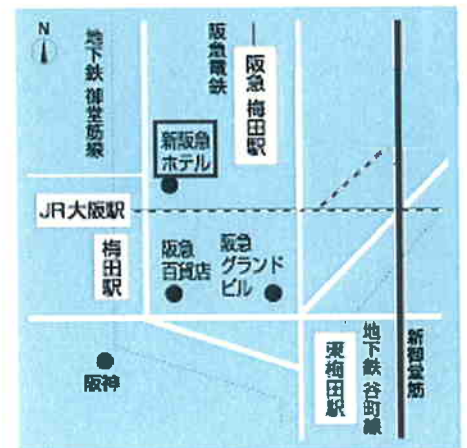 N
地下鉄 御堂筋線
阪急電鉄
阪急 梅田駅
新阪急
ホテル
JR大阪駅
梅田駅
阪急
百貨店
阪急
グランド
ビル
阪神
東梅田駅
地下鉄 谷町線
新御堂筋